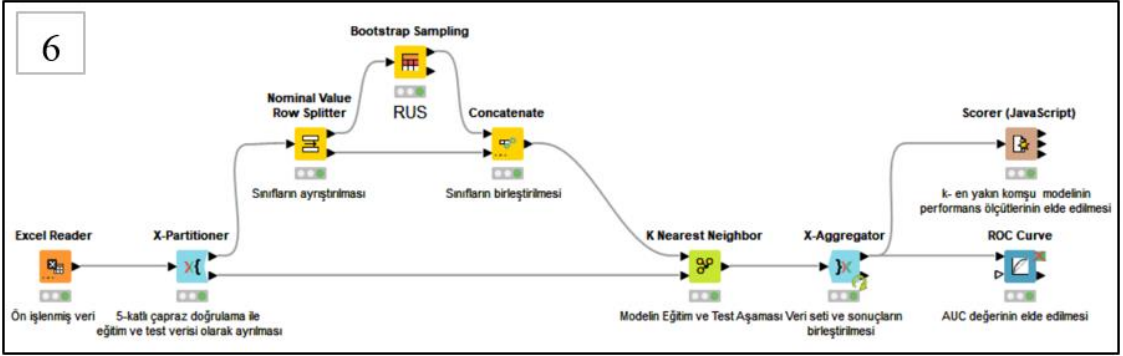 6
Bootstrap Sampling
RUS
Nominal Value
Row Splitter
Sınıfların ayrıştırılması
Concatenate
Sınıfların birleştirilmesi
Scorer (JavaScript)
k- en yakın komşu modelinin
performans ölçütlerinin elde edilmesi
Excel Reader
Ön işlenmiş veri
X-Partitioner
5-katlı çapraz doğrulama ile
eğitim ve test verisi olarak ayrılması
K Nearest Neighbor
Modelin Eğitim ve Test Aşaması
X-Aggregator
Veri seti ve sonuçların
birleştirilmesi
ROC Curve
AUC değerinin elde edilmesi